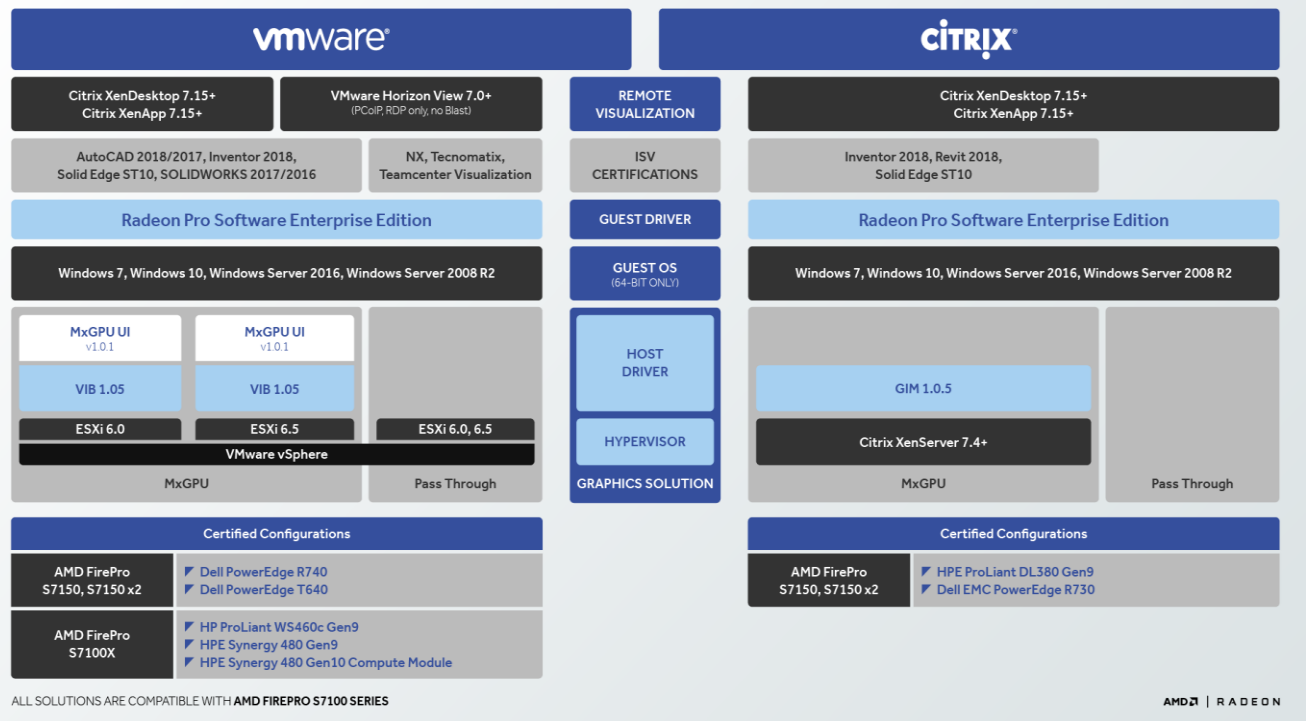 vmware®
CiTRIX®
Citrix XenDesktop 7.15+
Citrix XenApp 7.15+
VMware Horizon View 7.0+
(PCoIP, RDP only, no Blast)
REMOTE
VISUALIZATION
Citrix XenDesktop 7.15+
Citrix XenApp 7.15+
AutoCAD 2018/2017, Inventor 2018,
Solid Edge ST10, SOLIDWORKS 2017/2016
NX, Tecnomatix,
Teamcenter Visualization
ISV
CERTIFICATIONS
Inventor 2018, Revit 2018,
Solid Edge ST10
Radeon Pro Software Enterprise Edition
GUEST DRIVER
Radeon Pro Software Enterprise Edition
Windows 7, Windows 10, Windows Server 2016, Windows Server 2008 R2
GUEST OS
(64-BIT ONLY)
Windows 7, Windows 10, Windows Server 2016, Windows Server 2008 R2
MxGPU UI
v1.0.1
MxGPU UI
v1.0.1
HOST
DRIVER
VIB 1.05
VIB 1.05
GIM 1.0.5
ESXi 6.0
ESXi 6.5
ESXi 6.0, 6.5
HYPERVISOR
Citrix XenServer 7.4+
VMware vSphere
MxGPU
Pass Through
GRAPHICS SOLUTION
MxGPU
Pass Through
Certified Configurations
AMD FirePro
S7150, S7150 x2
Dell PowerEdge R740
Dell PowerEdge T640
AMD FirePro
S7100X
HP ProLiant WS460c Gen9
HPE Synergy 480 Gen9
HPE Synergy 480 Gen10 Compute Module
Certified Configurations
AMD FirePro
S7150, S7150 x2
HPE ProLiant DL380 Gen9
Dell EMC PowerEdge R730
ALL SOLUTIONS ARE COMPATIBLE WITH AMD FIREPRO S7100 SERIES
AMD | RADEON